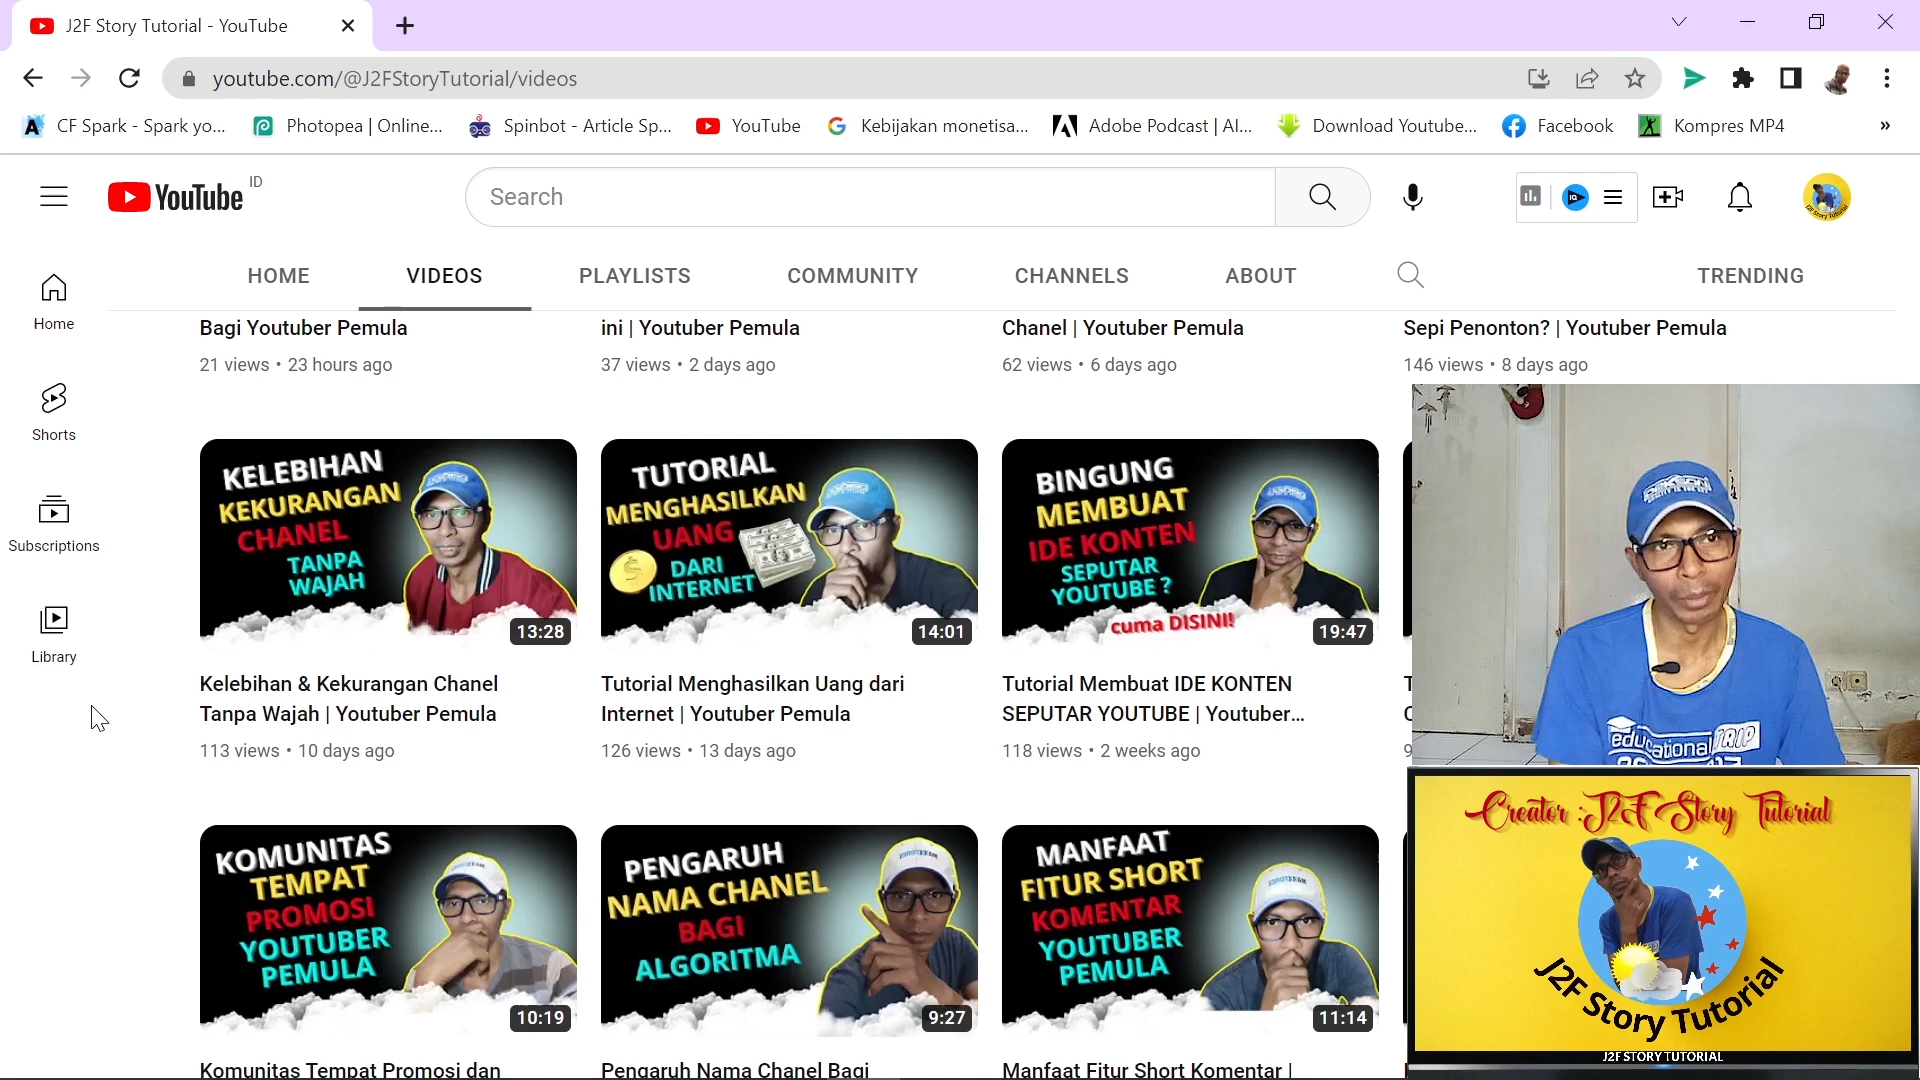 J2F Story Tutorial - YouTube
youtube.com/@J2FStoryTutorial/videos
CF Spark - Spark yo...
Photopea | Online...
Spinbot - Article Sp...
YouTube
Kebijakan monetisa...
Adobe Podcast | AI...
Download Youtube...
Facebook
Kompres MP4
»
YouTube ID
Search
IQ
HOME
VIDEOS
PLAYLISTS
COMMUNITY
CHANNELS
ABOUT
TRENDING
Home
Shorts
Subscriptions
Library
Bagi Youtuber Pemula
21 views • 23 hours ago
ini | Youtuber Pemula
37 views • 2 days ago
Chanel | Youtuber Pemula
62 views • 6 days ago
Sepi Penonton? | Youtuber Pemula
146 views • 8 days ago
KELEBIHAN
KEKURANGAN
CHANEL
TANPA
WAJAH
13:28
Kelebihan & Kekurangan Chanel
Tanpa Wajah | Youtuber Pemula
113 views • 10 days ago
TUTORIAL
MENGHASILKAN
UANG
DARI
INTERNET
14:01
Tutorial Menghasilkan Uang dari
Internet | Youtuber Pemula
126 views • 13 days ago
BINGUNG
MEMBUAT
IDE KONTEN
SEPUTAR
YOUTUBE ?
cuma DISINI!
19:47
Tutorial Membuat IDE KONTEN
SEPUTAR YOUTUBE | Youtuber...
118 views • 2 weeks ago
KOMUNITAS
TEMPAT
PROMOSI
YOUTUBER
PEMULA
10:19
Komunitas Tempat Promosi dan
PENGARUH
NAMA CHANEL
BAGI
ALGORITMA
9:27
Pengaruh Nama Chanel Bagi
MANFAAT
FITUR SHORT
KOMENTAR
YOUTUBER
PEMULA
11:14
Manfaat Fitur Short Komentar |
educational TRIP
Creator : J2F Story Tutorial
J2F Story Tutorial
J2F STORY TUTORIAL